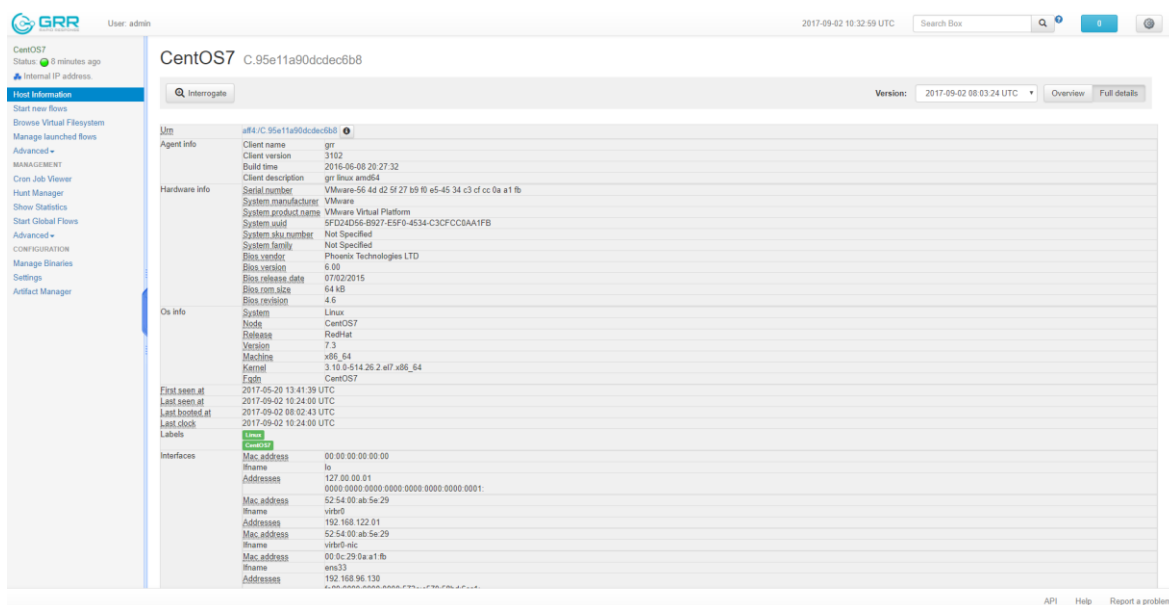 GRR
User: admin
2017-09-02 10:32:59 UTC
Search Box
0
CentOS7
Status: 8 minutes ago
Internal IP address.
Host Information
Start new flows
Browse Virtual Filesystem
Manage launched flows
Advanced
MANAGEMENT
Cron Job Viewer
Hunt Manager
Show Statistics
Start Global Flows
Advanced
CONFIGURATION
Manage Binaries
Settings
Artifact Manager
CentOS7 C.95e11a90dcdec6b8
Interrogate
Version: 2017-09-02 08:03:24 UTC Overview Full details
Urn aff4:/C.95e11a90dcdec6b8
Agent info Client name grr
Client version 3102
Build time 2016-06-08 20:27:32
Client description grr linux amd64
Hardware info Serial number VMware-56 4d d2 5f 27 b9 f0 e5-45 34 c3 cf cc 0a a1 fb
System manufacturer VMware
System product name VMware Virtual Platform
System uuid 5FD24D56-B927-E5F0-4534-C3CFCC0AA1FB
System sku number Not Specified
System family Not Specified
Bios vendor Phoenix Technologies LTD
Bios version 6.00
Bios release date 07/02/2015
Bios rom size 64 kB
Bios revision 4.6
Os info System Linux
Node CentOS7
Release RedHat
Version 7.3
Machine x86_64
Kernel 3.10.0-514.26.2.el7.x86_64
Fqdn CentOS7
First seen at 2017-05-20 13:41:39 UTC
Last seen at 2017-09-02 10:24:00 UTC
Last booted at 2017-09-02 08:02:43 UTC
Last clock 2017-09-02 10:24:00 UTC
Labels Linux
CentOS7
Interfaces Mac address 00:00:00:00:00:00
Ifname lo
Addresses 127.00.00.01
0000:0000:0000:0000:0000:0000:0000:0001:
Mac address 52:54:00:ab:5e:29
Ifname virbr0
Addresses 192.168.122.01
Mac address 52:54:00:ab:5e:29
Ifname virbr0-nic
Mac address 00:0c:29:0a:a1:fb
Ifname ens33
Addresses 192.168.96.130
API Help Report a problem